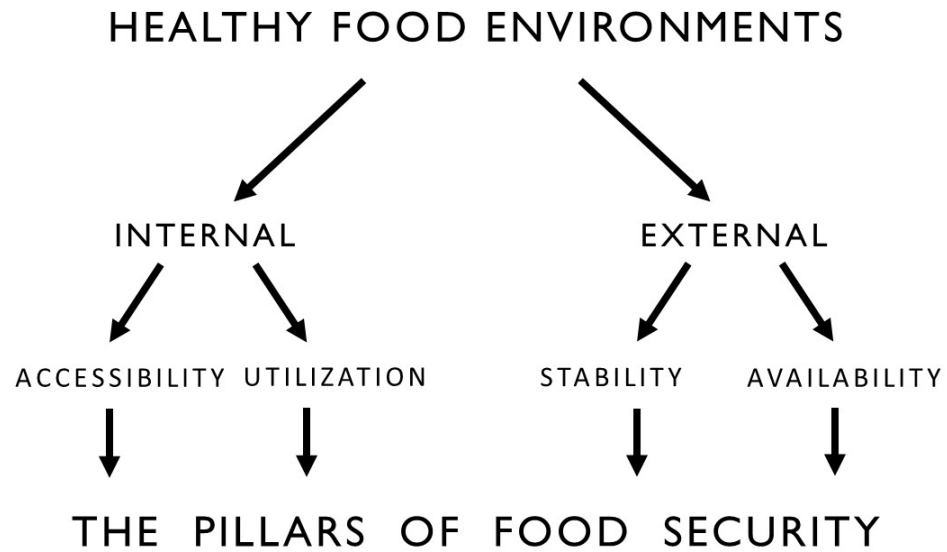 HEALTHY FOOD ENVIRONMENTS
INTERNAL EXTERNAL
ACCESSIBILITY UTILIZATION STABILITY AVAILABILITY
THE PILLARS OF FOOD SECURITY